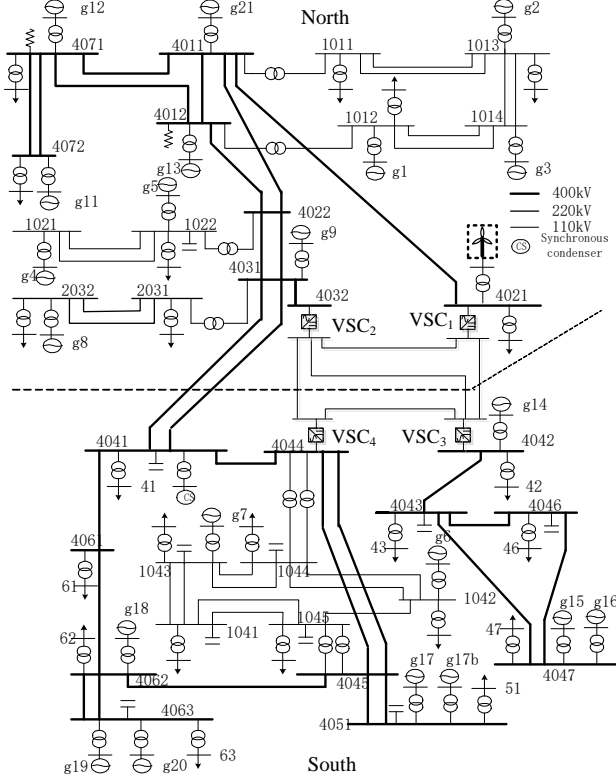 North
g12
g21
g2
4071
4011
1011
1013
4012
1012
1014
4072
g13
g1
g3
g5
g11
400kV
220kV
110kV
CS Synchronous
condenser
1021
1022
4022
g9
g4
4031
2032
2031
4032
4021
VSC2
VSC1
g8
g14
4041
4044
VSC4
VSC3
4042
41
CS
42
4043
4046
g7
4061
43
g6
46
61
1043
1044
1042
g18
g15
g16
62
1041
1045
47
4062
4045
g17
g17b
51
4047
4063
4051
g19
g20
63
South